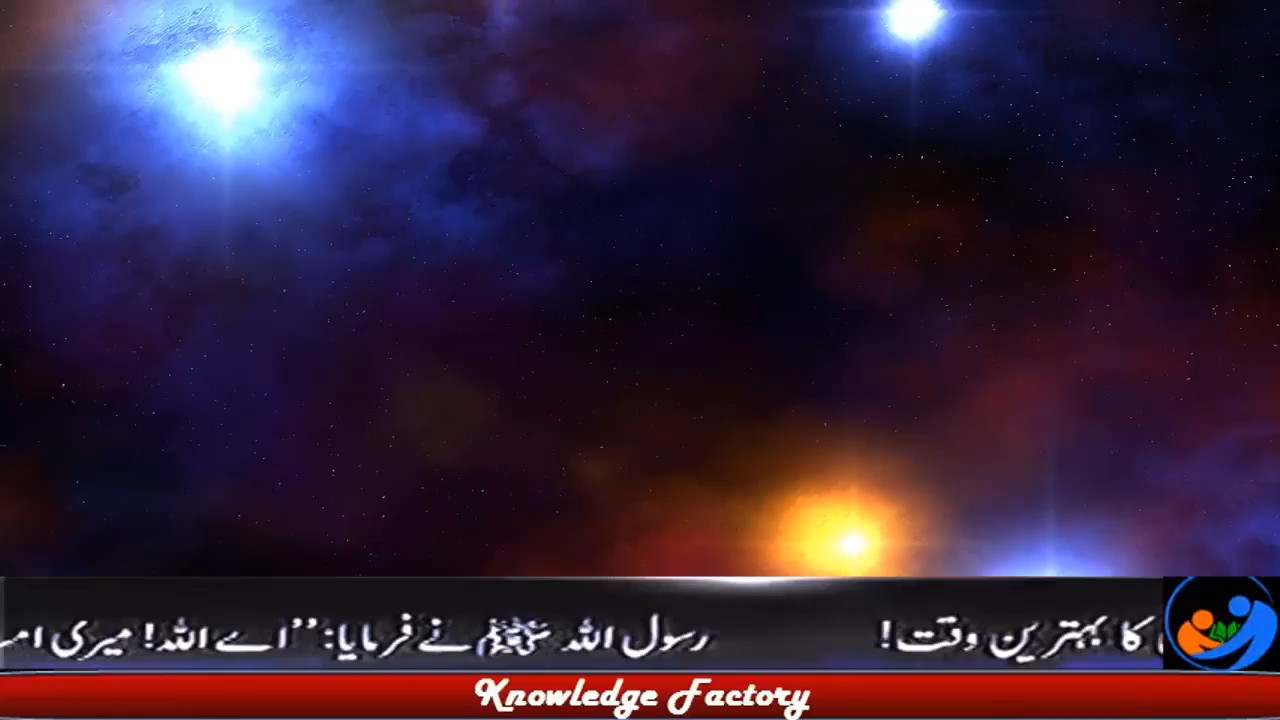 کا بہترین وقت! رسول اللہ ﷺ نے فرمایا: ’’اے اللہ! میری
Knowledge Factory